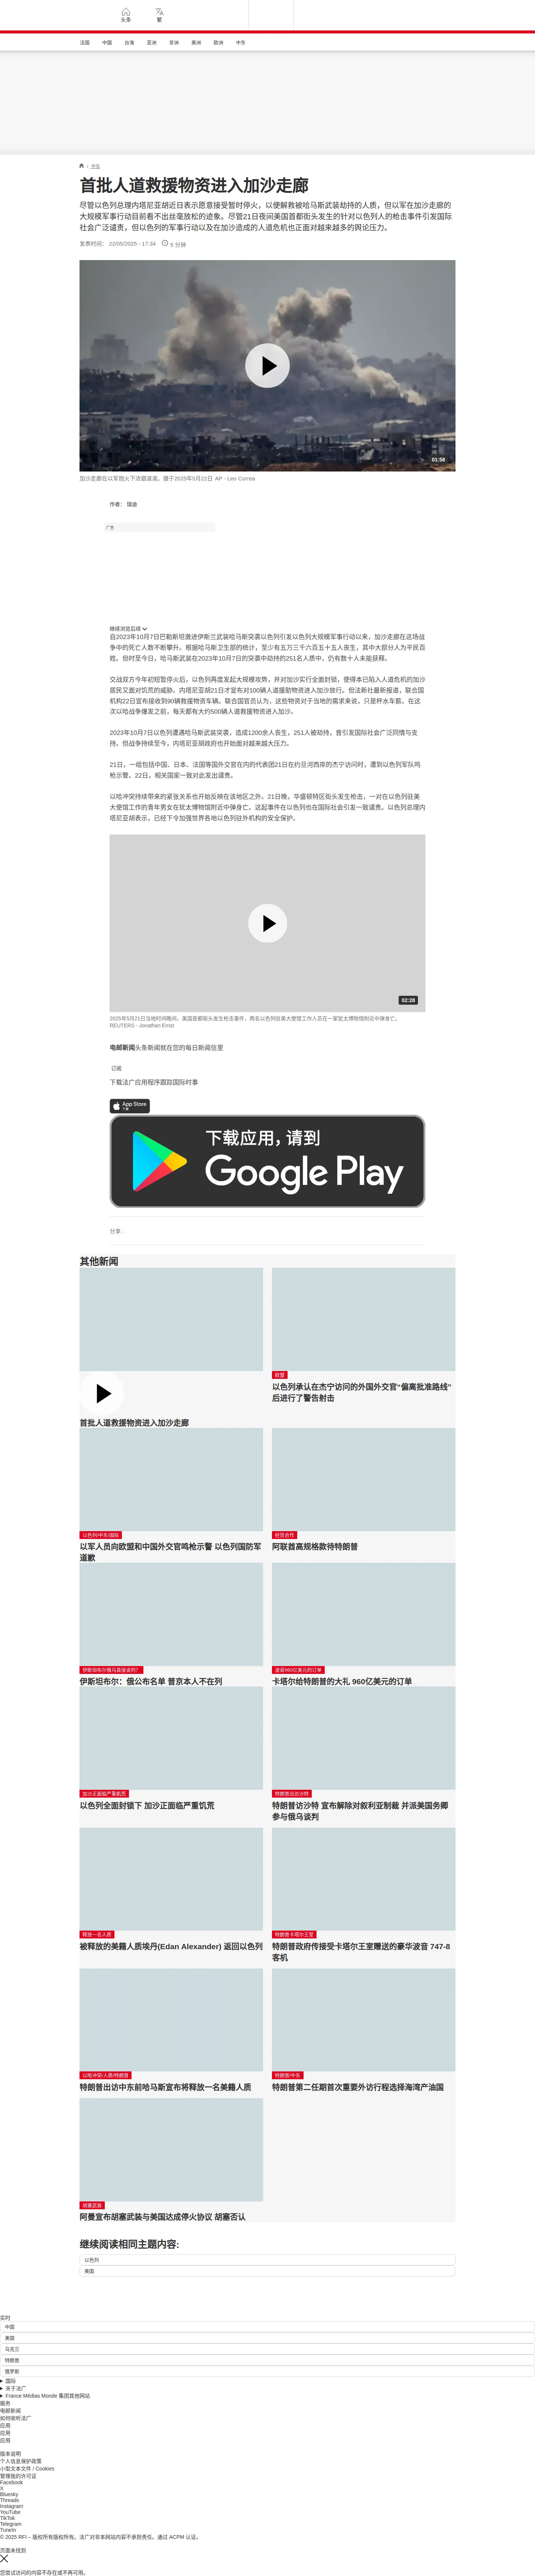 头条
繁
法国
中国
台海
亚洲
非洲
美洲
欧洲
中东
/ 中东
首批人道救援物资进入加沙走廊
尽管以色列总理内塔尼亚胡近日表示愿意接受暂时停火，以便解救被哈马斯武装劫持的人质，但以军在加沙走廊的
大规模军事行动目前看不出丝毫放松的迹象。尽管21日夜间美国首都街头发生的针对以色列人的枪击事件引发国际
社会广泛谴责，但以色列的军事行动以及在加沙造成的人道危机也正面对越来越多的舆论压力。
发表时间： 22/05/2025 - 17:34 5 分钟
01:58
加沙走廊在以军炮火下浓烟滚滚。摄于2025年5月22日 AP - Leo Correa
作者： 瑞迪
广告
继续浏览后续
自2023年10月7日巴勒斯坦激进伊斯兰武装哈马斯突袭以色列引发以色列大规模军事行动以来，加沙走廊在这场战
争中的死亡人数不断攀升。根据哈马斯卫生部的统计，至少有五万三千六百五十五人丧生，其中大部分人为平民百
姓。但时至今日，哈马斯武装在2023年10月7日的突袭中劫持的251名人质中，仍有数十人未能获释。
交战双方今年初短暂停火后，以色列再度发起大规模攻势，并对加沙实行全面封锁，使得本已陷入人道危机的加沙
居民又面对饥荒的威胁。内塔尼亚胡21日才宣布对100辆人道援助物资进入加沙放行。但法新社最新报道，联合国
机构22日宣布接收到90辆救援物资车辆。联合国官员认为，这些物资对于当地的需求来说，只是杯水车薪。在这
次以哈战争爆发之前，每天都有大约500辆人道救援物资进入加沙。
2023年10月7日以色列遭遇哈马斯武装突袭，造成1200余人丧生，251人被劫持，曾引发国际社会广泛同情与支
持。但战争持续至今，内塔尼亚胡政府也开始面对越来越大压力。
21日，一组包括中国、日本、法国等国外交官在内的代表团21日在约旦河西岸的杰宁访问时，遭到以色列军队鸣
枪示警。22日，相关国家一致对此发出谴责。
以哈冲突持续带来的紧张关系也开始反映在该地区之外。21日晚，华盛顿特区街头发生枪击，一对在以色列驻美
大使馆工作的青年男女在犹太博物馆附近中弹身亡。这起事件在以色列也在国际社会引发一致谴责。以色列总理内
塔尼亚胡表示，已经下令加强世界各地以色列驻外机构的安全保护。
02:28
2025年5月21日当地时间晚间，美国首都街头发生枪击事件，两名以色列驻美大使馆工作人员在一家犹太博物馆附近中弹身亡。
REUTERS - Jonathan Ernst
电邮新闻头条新闻就在您的每日新闻信里
订阅
下载法广应用程序跟踪国际时事
App Store
下载
下载应用，请到
Google Play
分享 :
其他新闻
首批人道救援物资进入加沙走廊
欧盟
以色列承认在杰宁访问的外国外交官“偏离批准路线”
后进行了警告射击
以色列/中东/国际
以军人员向欧盟和中国外交官鸣枪示警 以色列国防军
道歉
经贸合作
阿联酋高规格款待特朗普
伊斯坦布尔俄乌直接谈判?
伊斯坦布尔：俄公布名单 普京本人不在列
波音960亿美元的订单
卡塔尔给特朗普的大礼 960亿美元的订单
加沙正面临严重饥荒
以色列全面封锁下 加沙正面临严重饥荒
特朗普出访沙特
特朗普访沙特 宣布解除对叙利亚制裁 并派美国务卿
参与俄乌谈判
释放一名人质
被释放的美籍人质埃丹(Edan Alexander) 返回以色列
特朗普卡塔尔王室
特朗普政府传接受卡塔尔王室赠送的豪华波音 747-8
客机
以哈冲突/人质/特朗普
特朗普出访中东前哈马斯宣布将释放一名美籍人质
特朗普/中东
特朗普第二任期首次重要外访行程选择海湾产油国
胡塞武装
阿曼宣布胡塞武装与美国达成停火协议 胡塞否认
继续阅读相同主题内容:
以色列
美国
实时
中国
美国
乌克兰
特朗普
俄罗斯
国际
关于法广
France Médias Monde 集团其他网站
服务
电邮新闻
如何收听法广
应用
应用
应用
版本说明
个人信息保护政策
小型文本文件 / Cookies
管理我的许可证
Facebook
X
Bluesky
Threads
Instagram
YouTube
TikTok
Telegram
TuneIn
© 2025 RFI – 版权所有版权所有。法广对非本网站内容不承担责任。通过 ACPM 认证。
页面未找到
您尝试访问的内容不存在或不再可用。